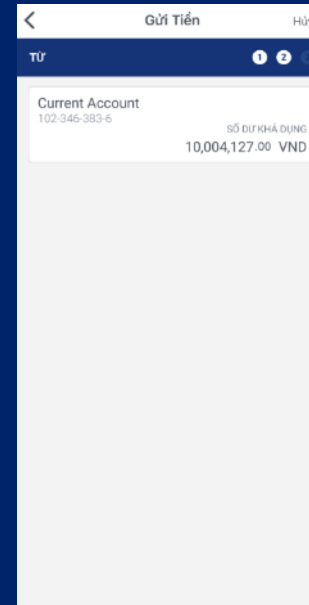 Gửi Tiền
TỪ
1 2
Current Account
102-346-383-6
SỐ DƯ KHẢ DỤNG
10,004,127.00 VND